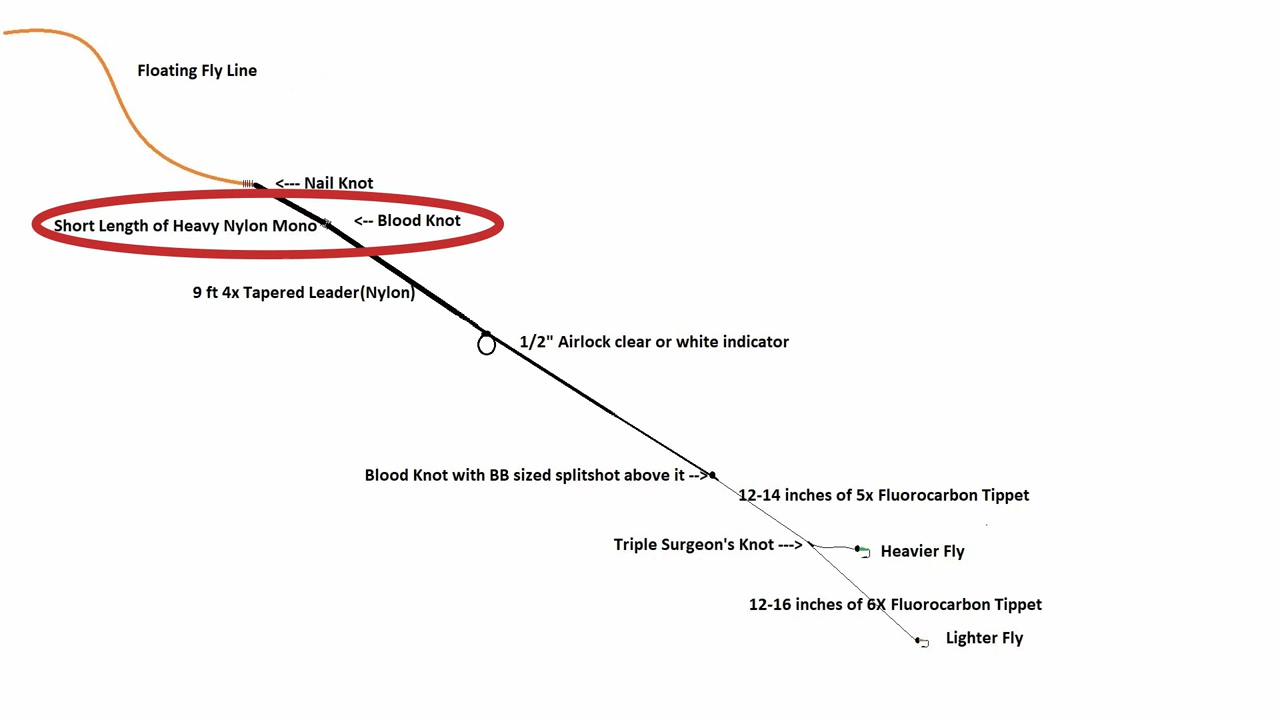 Floating Fly Line
<--- Nail Knot
Short Length of Heavy Nylon Mono
<-- Blood Knot
9 ft 4x Tapered Leader(Nylon)
1/2" Airlock clear or white indicator
Blood Knot with BB sized splitshot above it -->
12-14 inches of 5x Fluorocarbon Tippet
Triple Surgeon's Knot --->
Heavier Fly
12-16 inches of 6X Fluorocarbon Tippet
Lighter Fly